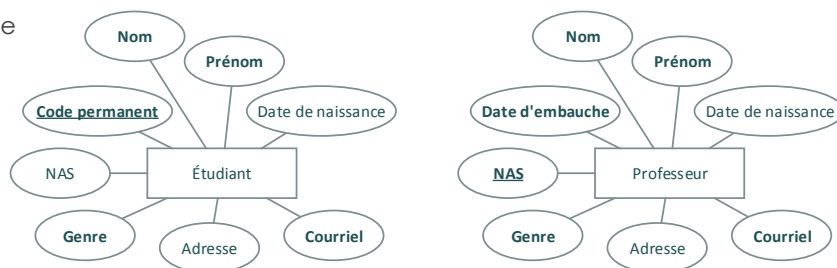 e
Nom
Prénom
Code permanent
Date de naissance
NAS
Étudiant
Genre
Adresse
Courriel
Nom
Prénom
Date d'embauche
Date de naissance
NAS
Professeur
Genre
Adresse
Courriel